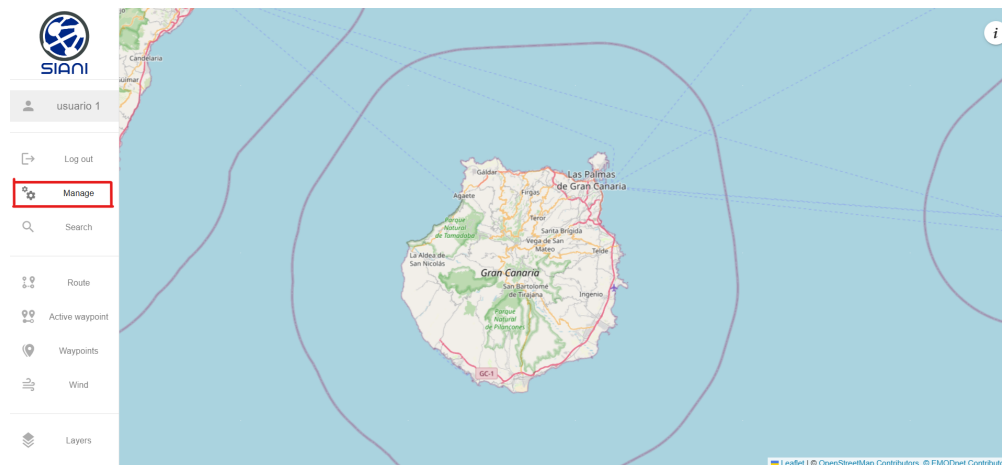 SIANI
usuario 1
Log out
Manage
Search
Route
Active waypoint
Waypoints
Wind
Layers
Candelaria
i
Gáldar
Las Palmas
de Gran Canaria
Agaete
Firgas
Parque
Natural
de Tamadaba
Teror
Santa Brígida
Vega de San
Mateo
Telde
La Aldea de
San Nicolás
Gran Canaria
San Bartolomé
de Tirajana
Ingenio
Parque
Natural
de Pilancones
GC-1
Leaflet | © OpenStreetMap Contributors, © EMODnet Contribut